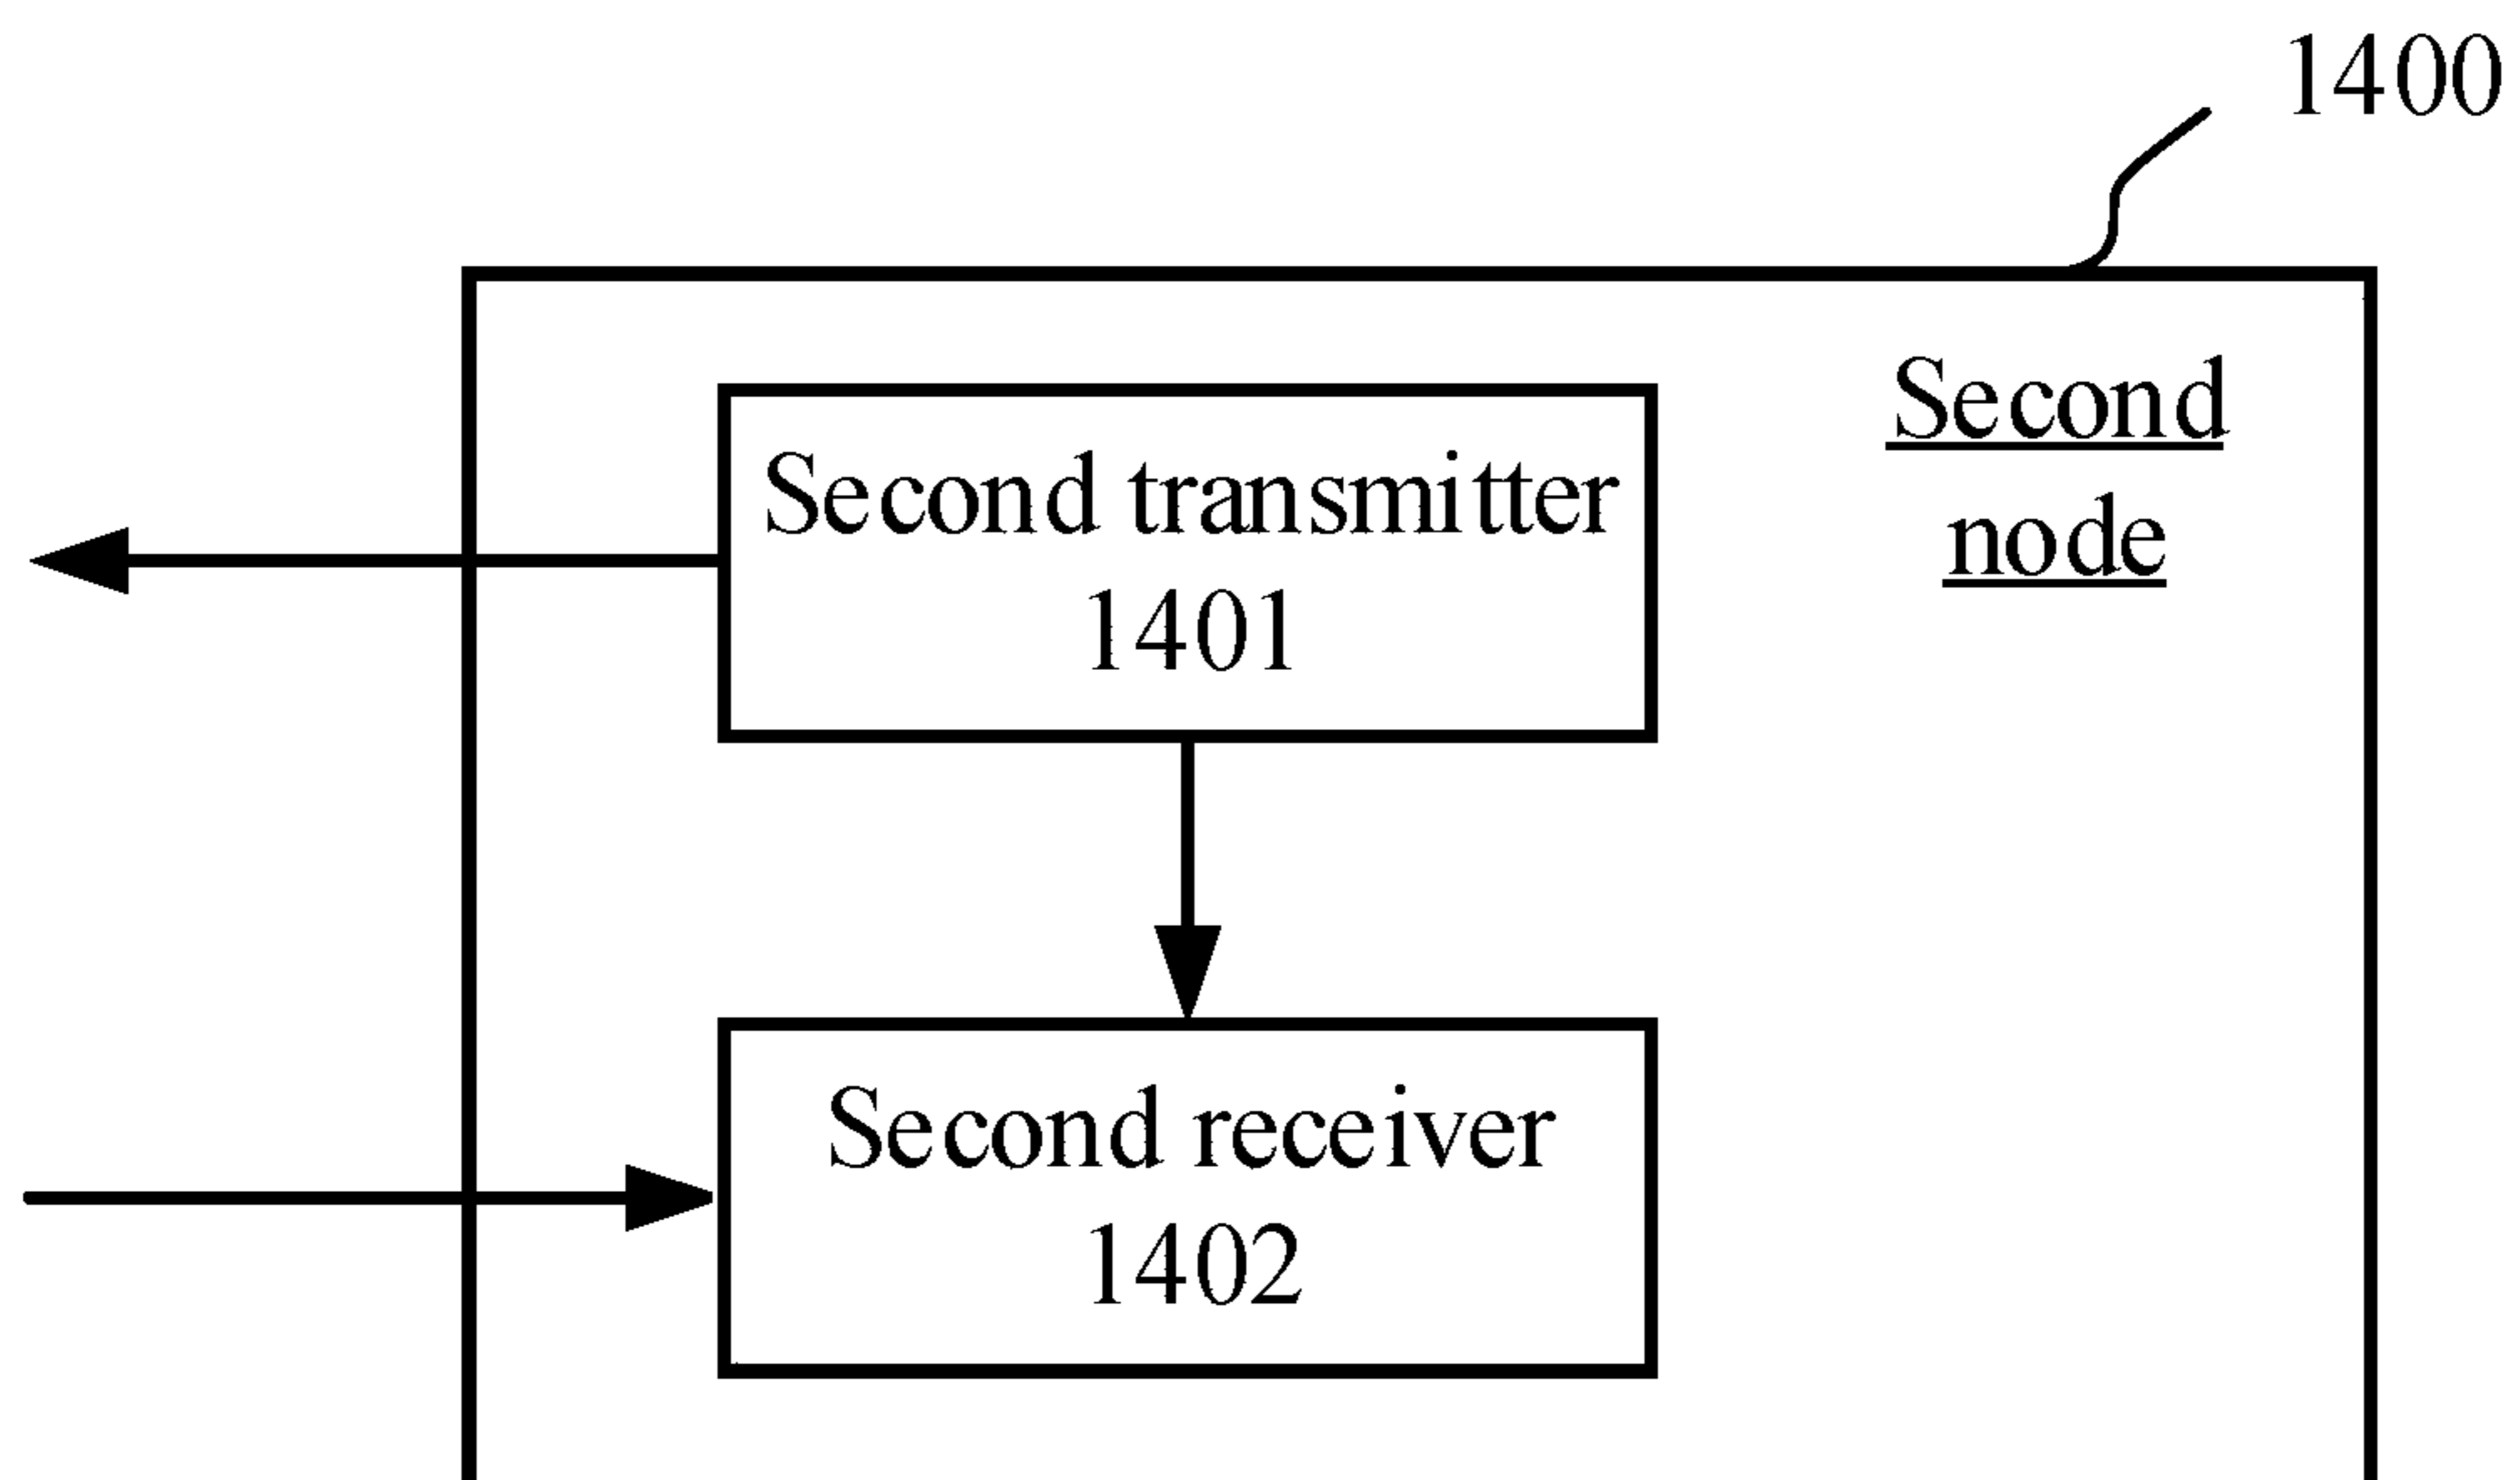 1400
Second
node
Second transmitter
1401
Second receiver
1402